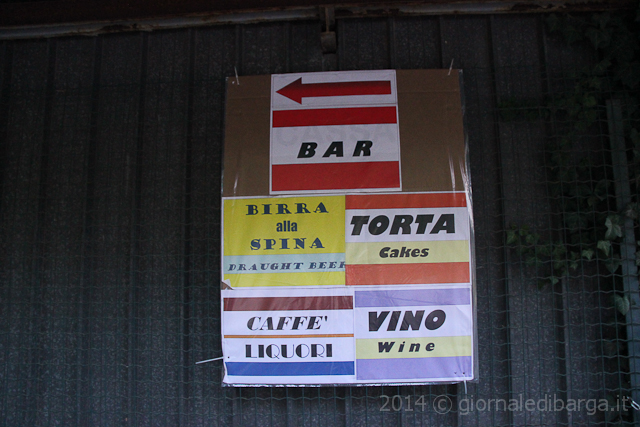 BAR
BIRRA
alla
SPINA
DRAUGHT BEER
TORTA
Cakes
CAFFE'
LIQUORI
VINO
Wine
2014 © giornaledibarga.it